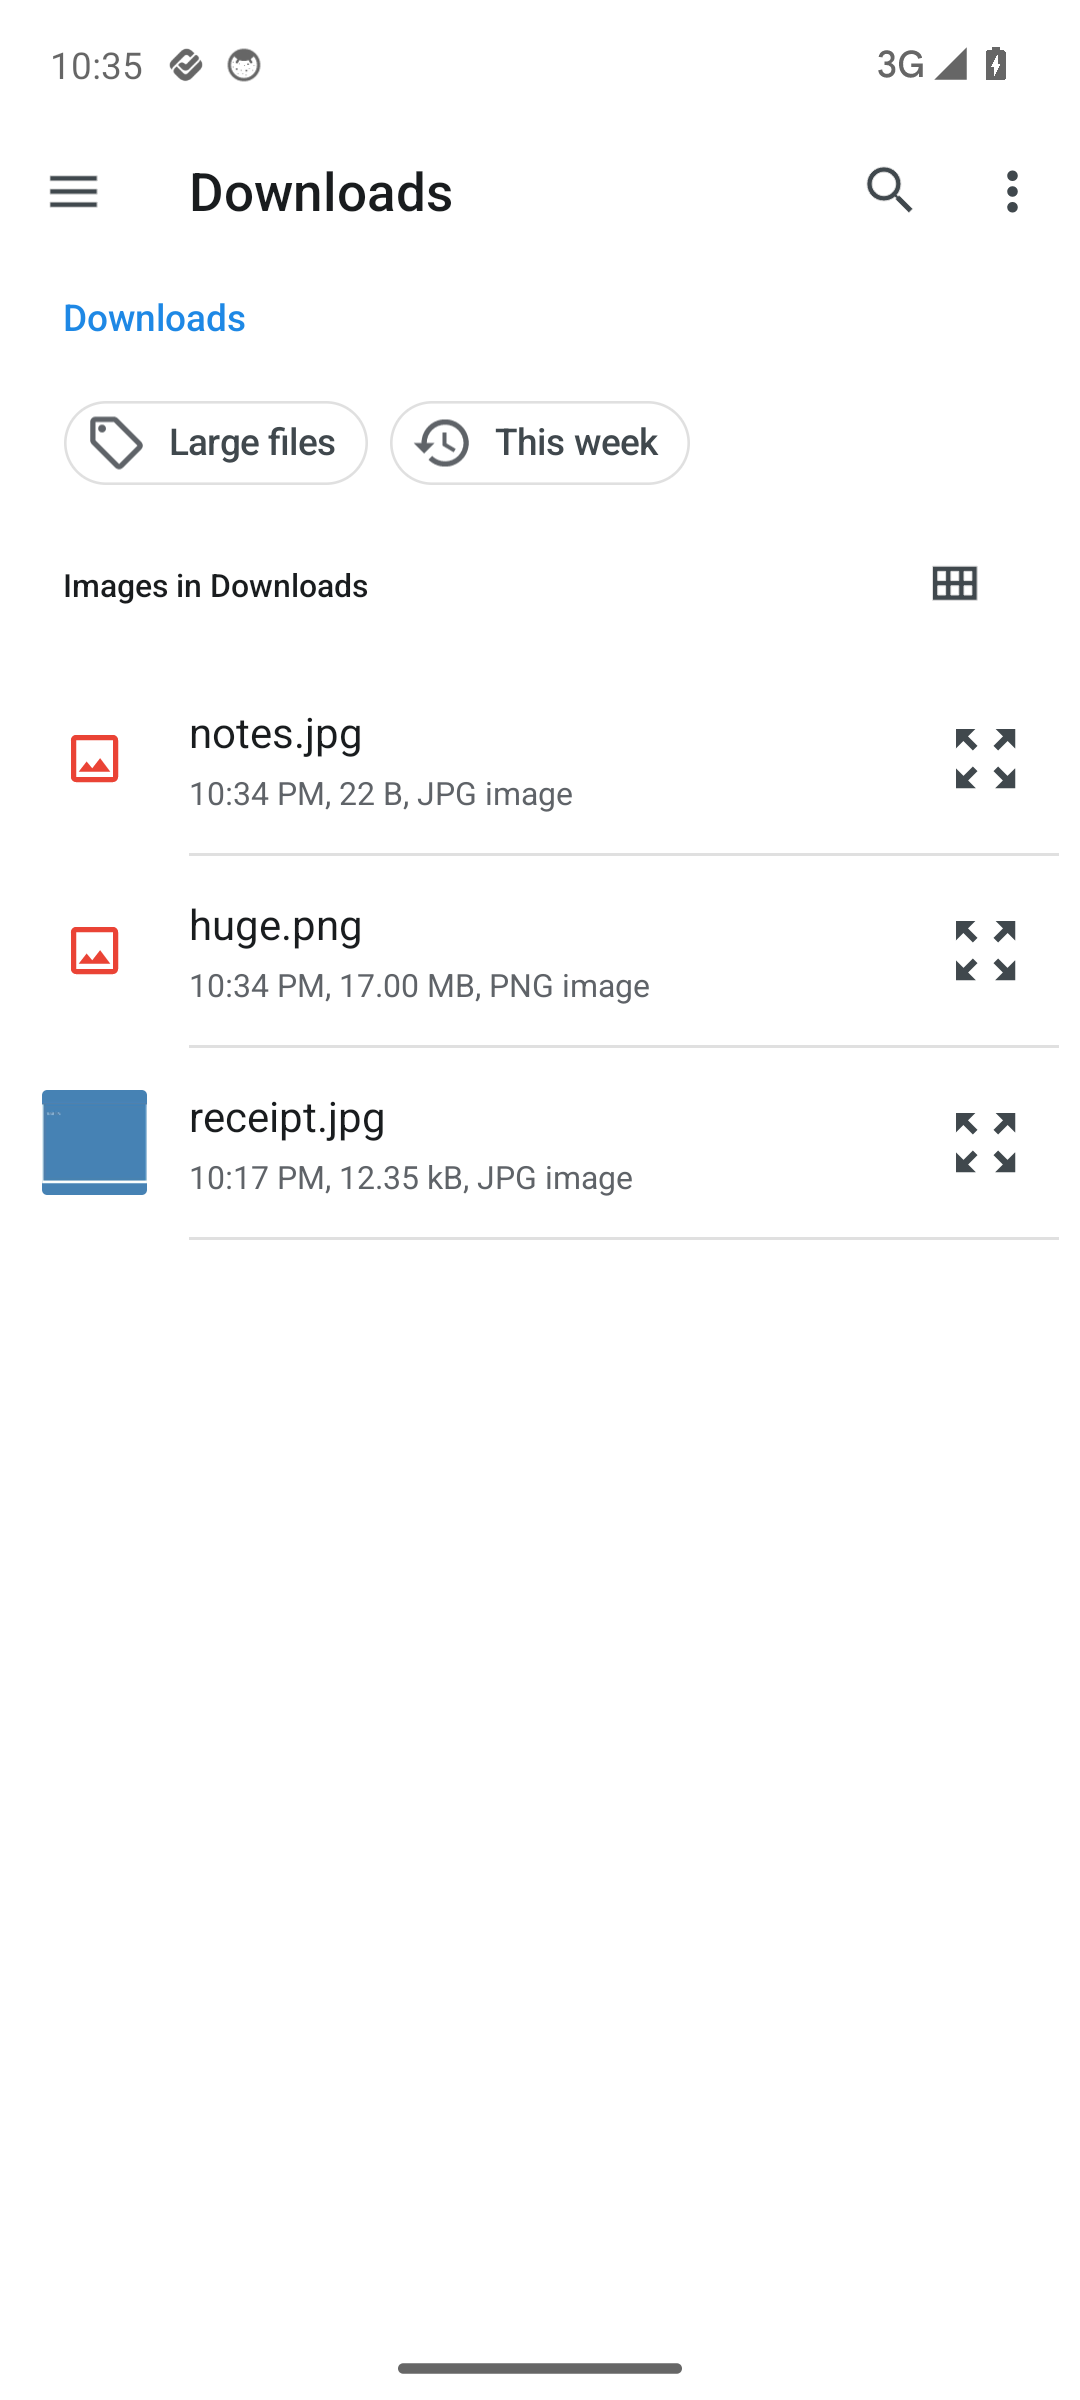 10:35
3G
Downloads
Downloads
Large files
This week
Images in Downloads
notes.jpg
10:34 PM, 22 B, JPG image
huge.png
10:34 PM, 17.00 MB, PNG image
receipt.jpg
10:17 PM, 12.35 kB, JPG image